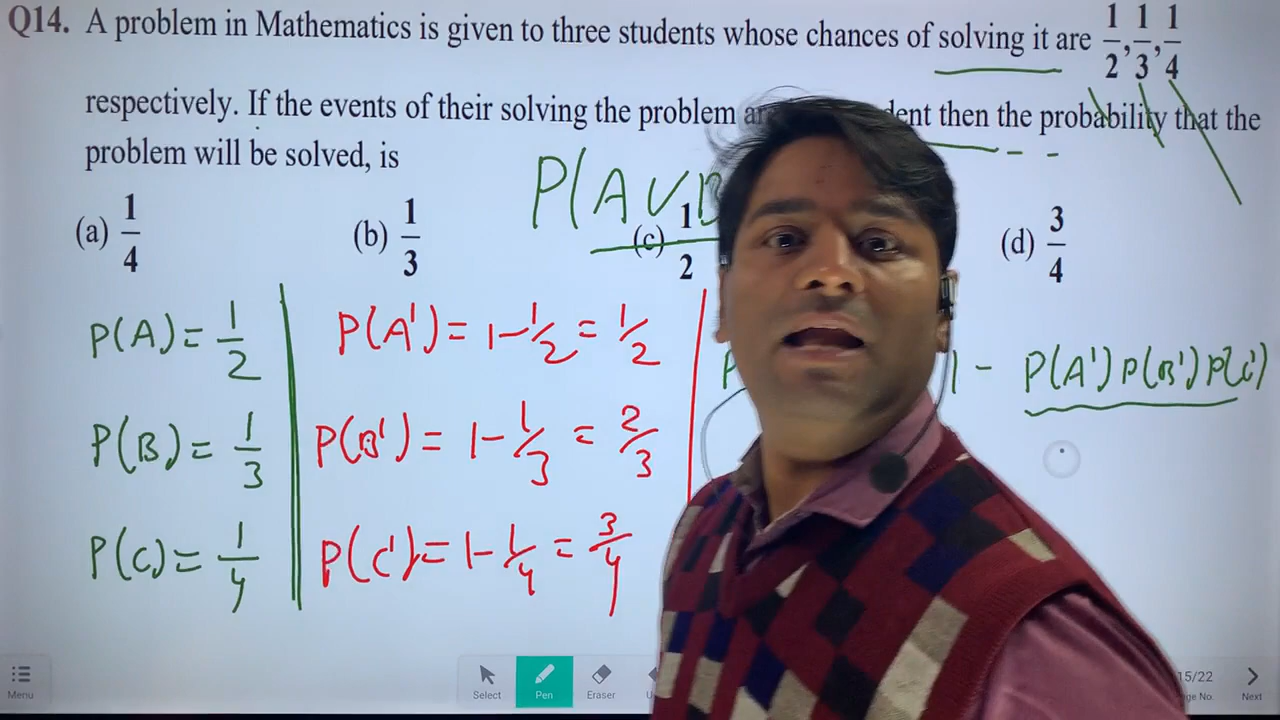 Q14. A problem in Mathematics is given to three students whose chances of solving it are 1/2, 1/3, 1/4
respectively. If the events of their solving the problem then the probability that the
problem will be solved, is
P(A ∪
(a) 1/4 (b) 1/3 (c) 1/2 (d) 3/4
P(A) = 1/2 P(A') = 1-1/2 = 1/2
1 - P(A') P(B') P(C')
P(B) = 1/3 P(B') = 1-1/3 = 2/3
P(C) = 1/4 P(C') = 1-1/4 = 3/4
Menu Select Pen Eraser 15/22 Next